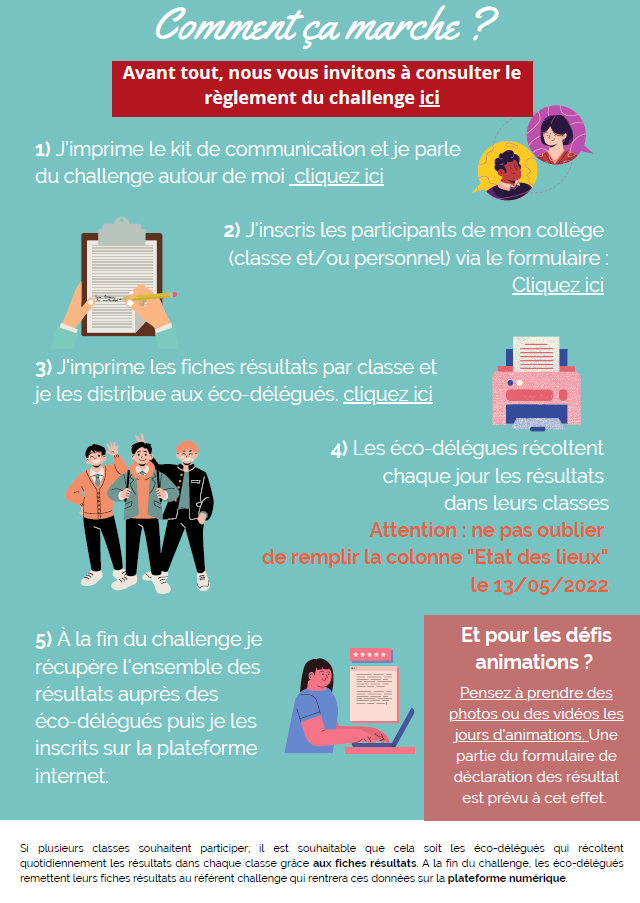 Comment ça marche ?
Avant tout, nous vous invitons à consulter le
règlement du challenge ici
1) J'imprime le kit de communication et je parle
du challenge autour de moi cliquez ici
2) J'inscris les participants de mon collège
(classe et/ou personnel) via le formulaire :
Cliquez ici
3) J'imprime les fiches résultats par classe et
je les distribue aux éco-délégués. cliquez ici
4) Les éco-délégues récoltent
chaque jour les résultats
dans leurs classes
Attention : ne pas oublier
de remplir la colonne "Etat des lieux"
le 13/05/2022
5) À la fin du challenge je
récupère l'ensemble des
résultats auprès des
éco-délégués puis je les
inscrits sur la plateforme
internet.
Et pour les défis
animations ?
Pensez à prendre des
photos ou des vidéos les
jours d'animations. Une
partie du formulaire de
déclaration des résultat
est prévu à cet effet.
Si plusieurs classes souhaitent participer; il est souhaitable que cela soit les éco-délégués qui récoltent
quotidiennement les résultats dans chaque classe grâce aux fiches résultats. A la fin du challenge, les éco-délégués
remettent leurs fiches résultats au référent challenge qui rentrera ces données sur la plateforme numérique.